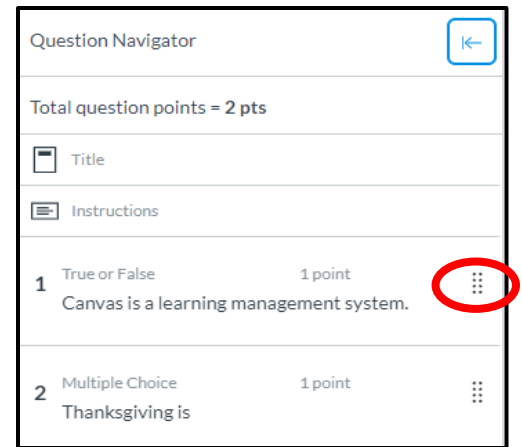 Question Navigator
Total question points = 2 pts
Title
Instructions
1 True or False 1 point
Canvas is a learning management system.
2 Multiple Choice 1 point
Thanksgiving is